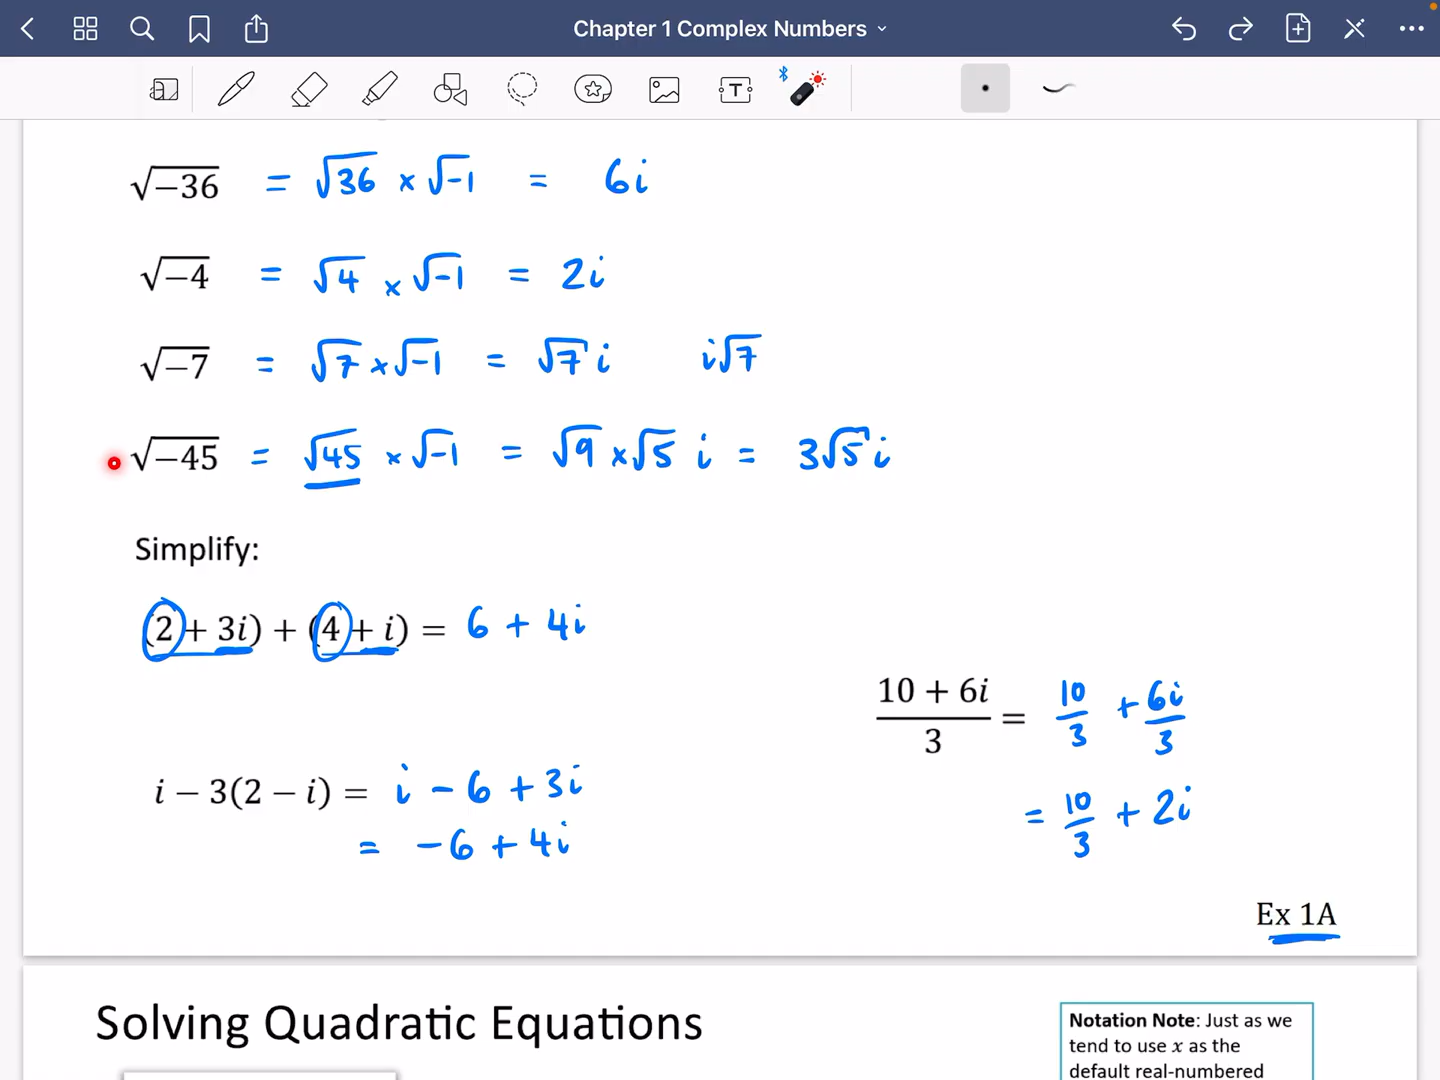 Chapter 1 Complex Numbers
√−36 = √36 × √-1 = 6i
√−4 = √4 × √-1 = 2i
√−7 = √7 × √-1 = √7 i i√7
√−45 = √45 × √-1 = √9 × √5 i = 3√5 i
Simplify:
(2 + 3i) + (4 + i) = 6 + 4i
(10 + 6i)/3 = 10/3 + 6i/3
i − 3(2 − i) = i - 6 + 3i
= 10/3 + 2i
= -6 + 4i
Ex 1A
Solving Quadratic Equations
Notation Note: Just as we
tend to use x as the
default real-numbered